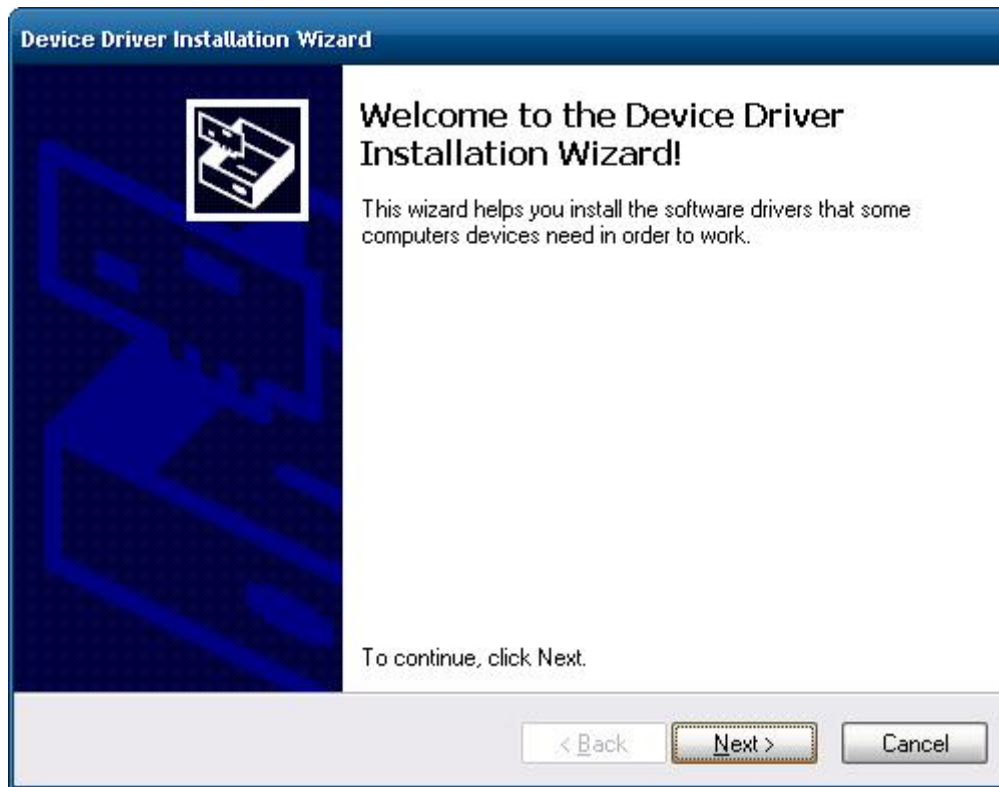 Device Driver Installation Wizard
Welcome to the Device Driver
Installation Wizard!
This wizard helps you install the software drivers that some
computers devices need in order to work.
To continue, click Next.
< Back
Next >
Cancel